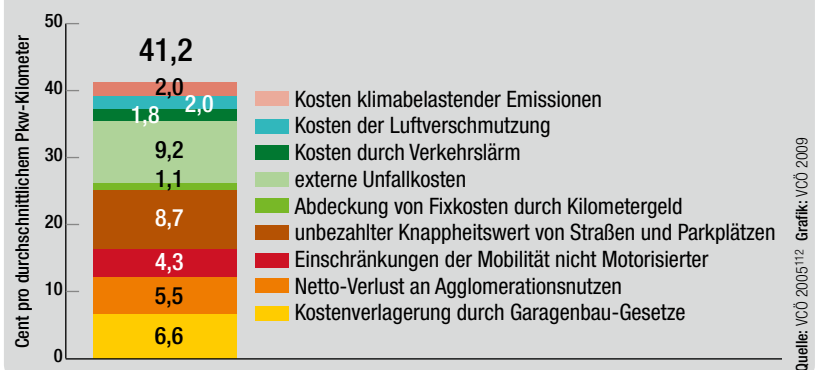 Cent pro durchschnittlichem Pkw-Kilometer
50
40
30
20
10
0
41,2
2,0
2,0
1,8
9,2
1,1
8,7
4,3
5,5
6,6
Kosten klimabelastender Emissionen
Kosten der Luftverschmutzung
Kosten durch Verkehrslärm
externe Unfallkosten
Abdeckung von Fixkosten durch Kilometergeld
unbezahlter Knappheitswert von Straßen und Parkplätzen
Einschränkungen der Mobilität nicht Motorisierter
Netto-Verlust an Agglomerationsnutzen
Kostenverlagerung durch Garagenbau-Gesetze
Quelle: VCÖ 2005¹¹² Grafik: VCÖ 2009